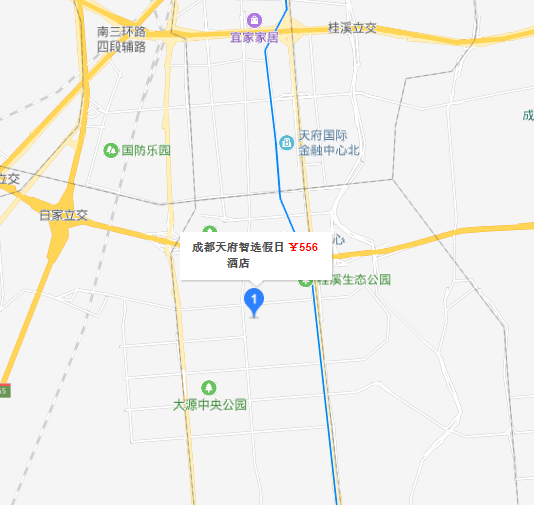 南三环路
四段辅路
宜家家居
桂溪立交
成
天府国际
金融中心北
国防乐园
立交
白家立交
成都天府智选假日 ￥556
酒店
心
桂溪生态公园
1
大源中央公园